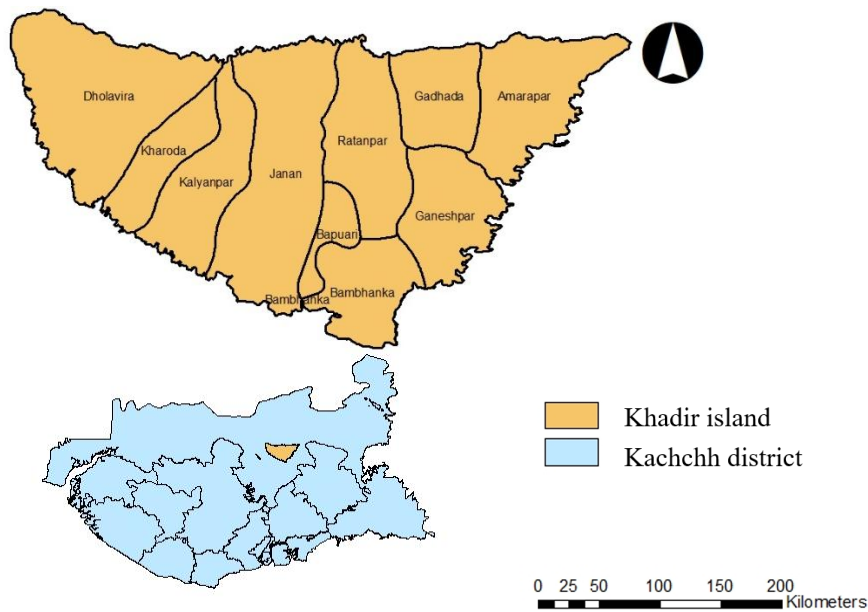 Dholavira
Gadhada
Amarapar
Ratanpar
Kharoda
Janan
Kalyanpar
Ganeshpar
Bapuari
Bambhanka
Bambhanka
Khadir island
Kachchh district
0 25 50 100 150 200
Kilometers